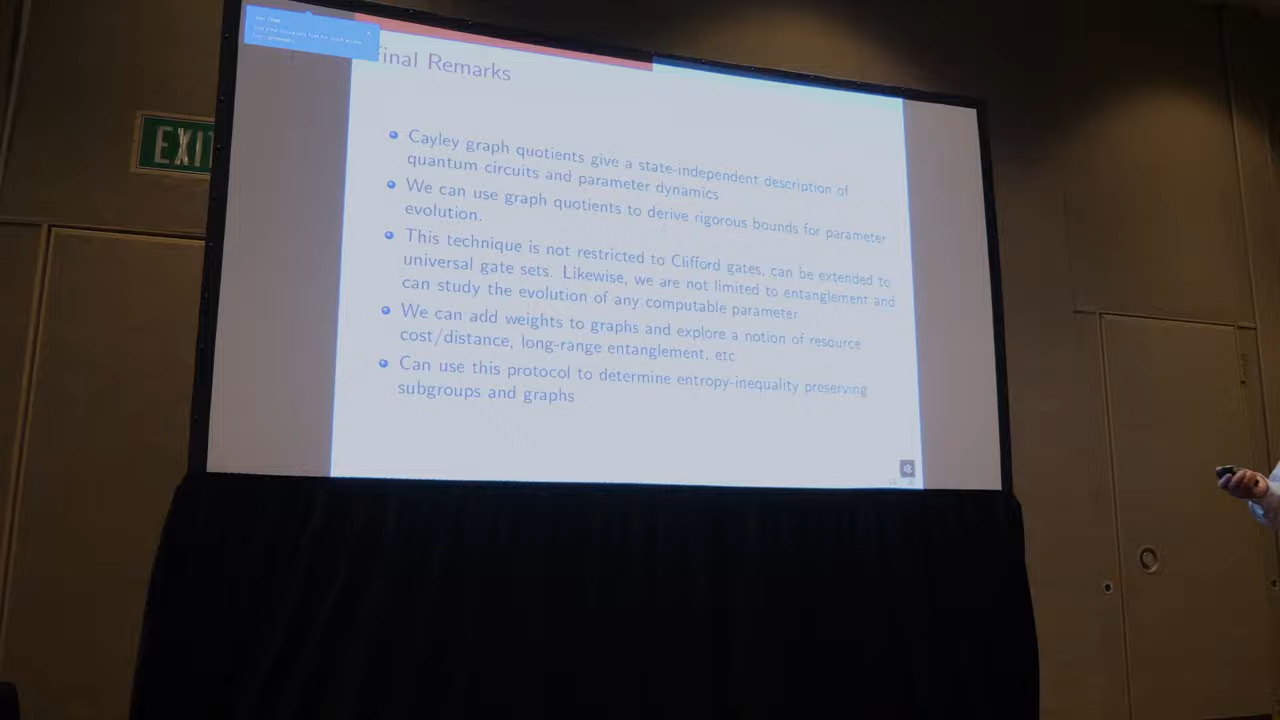 EXIT
Final Remarks
Cayley graph quotients give a state-independent description of
quantum circuits and parameter dynamics
We can use graph quotients to derive rigorous bounds for parameter
evolution.
This technique is not restricted to Clifford gates, can be extended to
universal gate sets. Likewise, we are not limited to entanglement and
can study the evolution of any computable parameter
We can add weights to graphs and explore a notion of resource
cost/distance, long-range entanglement, etc
Can use this protocol to determine entropy-inequality preserving
subgroups and graphs